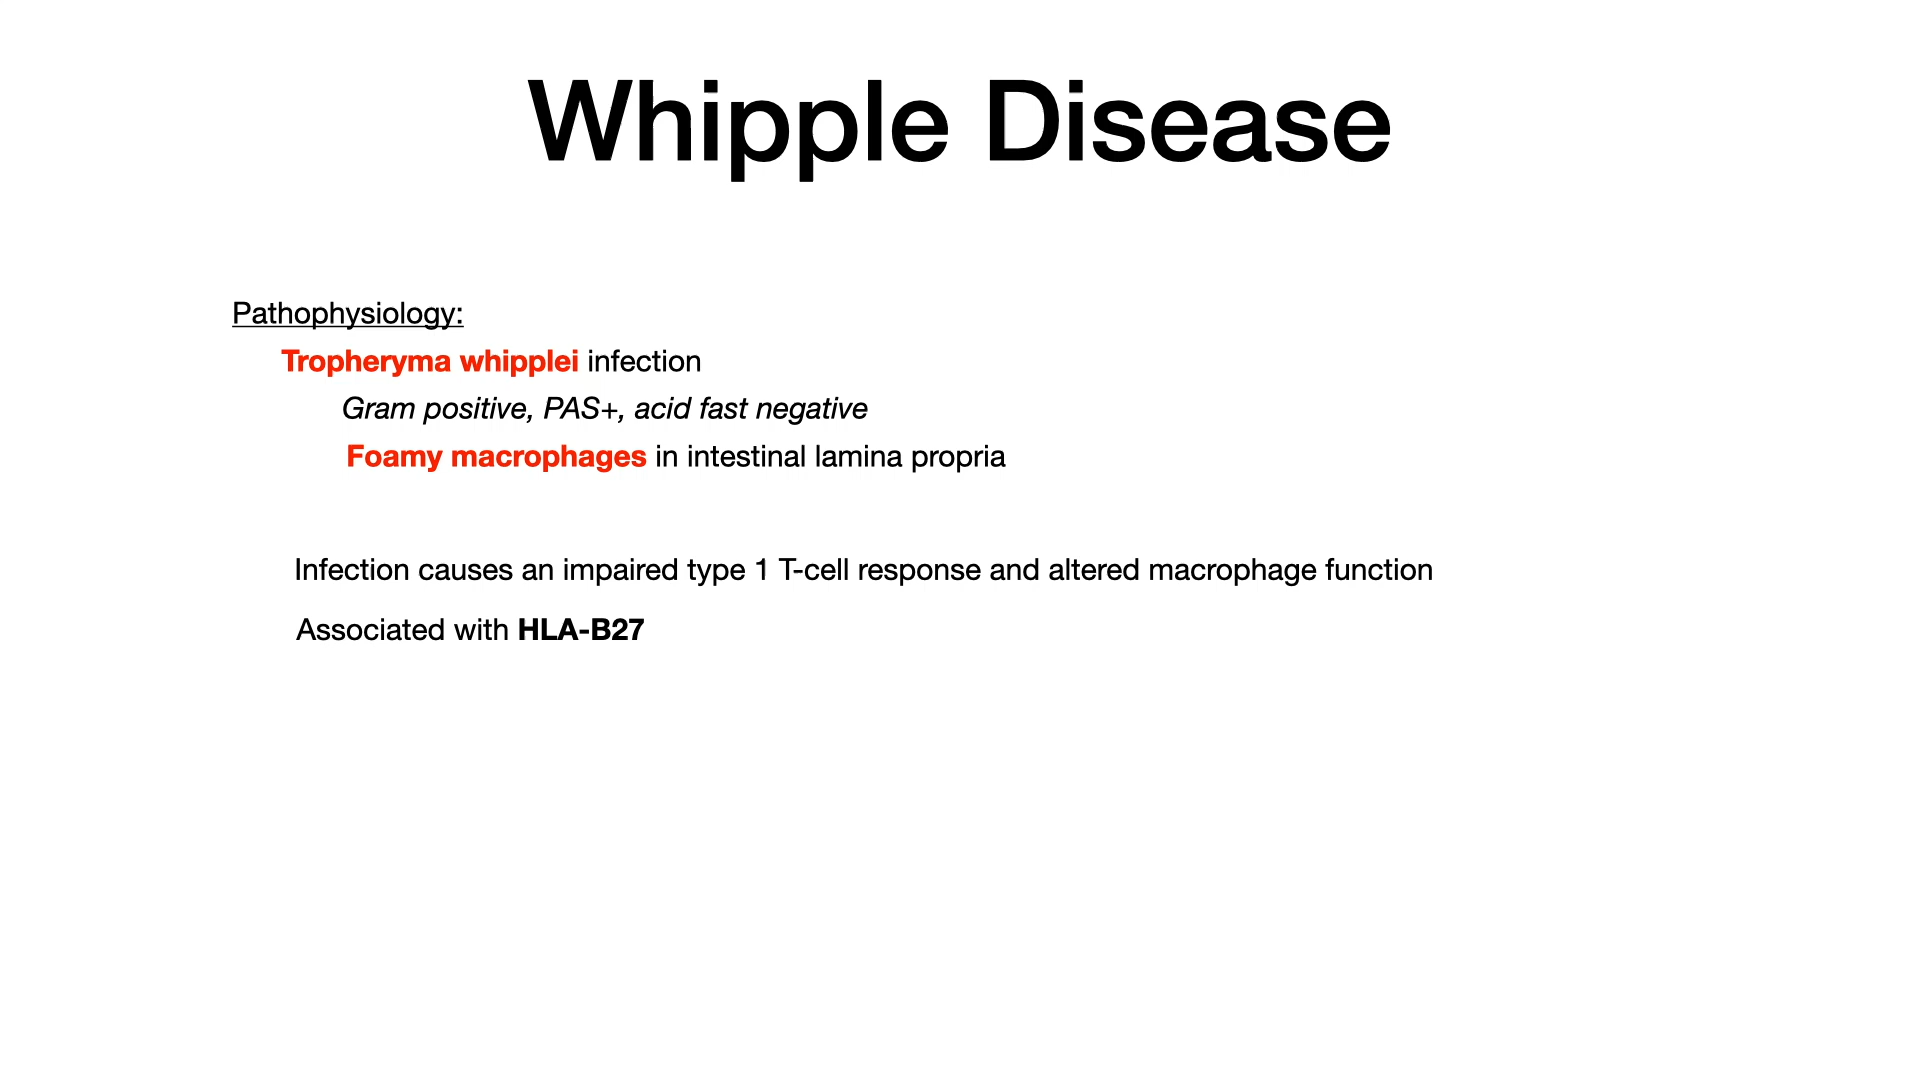 Whipple Disease
Pathophysiology:
Tropheryma whipplei infection
Gram positive, PAS+, acid fast negative
Foamy macrophages in intestinal lamina propria
Infection causes an impaired type 1 T-cell response and altered macrophage function
Associated with HLA-B27